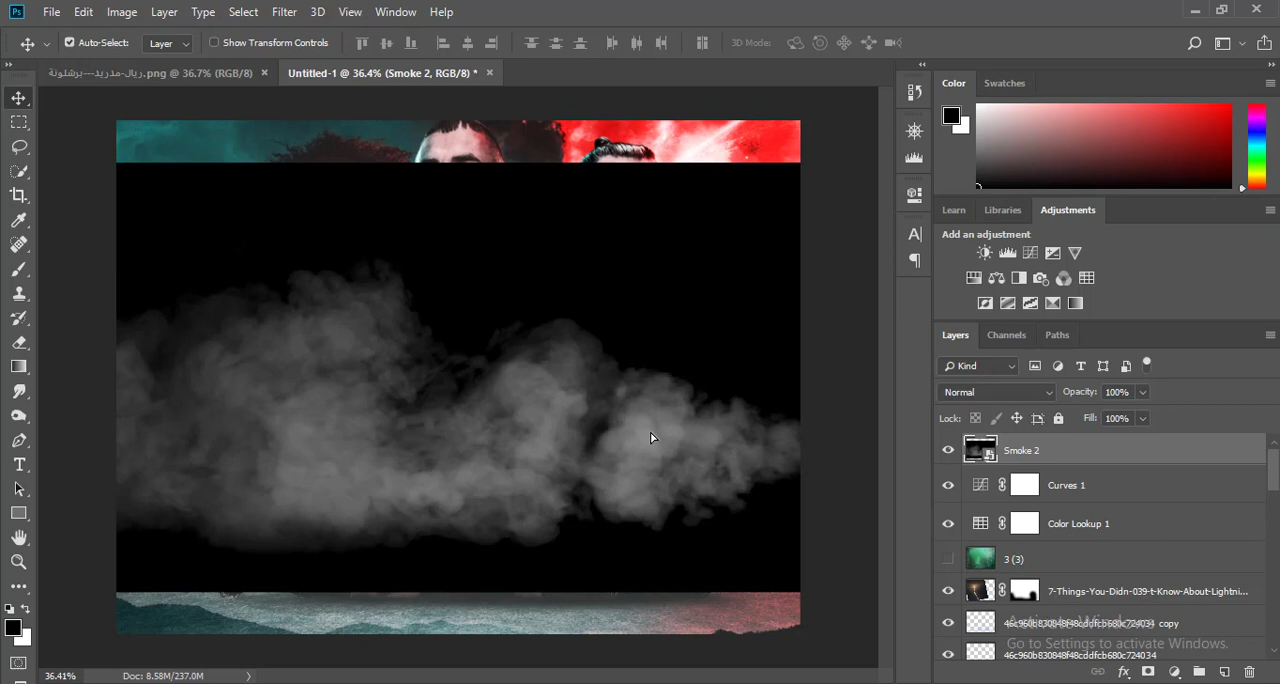 Ps File Edit Image Layer Type Select Filter 3D View Window Help
Auto-Select: Layer Show Transform Controls 3D Mode:
ريال-مدريد---برشلونة.png @ 36.7% (RGB/8) × Untitled-1 @ 36.4% (Smoke 2, RGB/8) * ×
Color Swatches
Learn Libraries Adjustments
Add an adjustment
Layers Channels Paths
Kind
Normal Opacity: 100%
Lock: Fill: 100%
Smoke 2
Curves 1
Color Lookup 1
3 (3)
7-Things-You-Didn-039-t-Know-About-Lightni...
46c960b830848f48cddfcb680c724034 copy
Activate Windows
Go to Settings to activate Windows.
46c960b830848f48cddfcb680c724034
36.41% Doc: 8.58M/237.0M